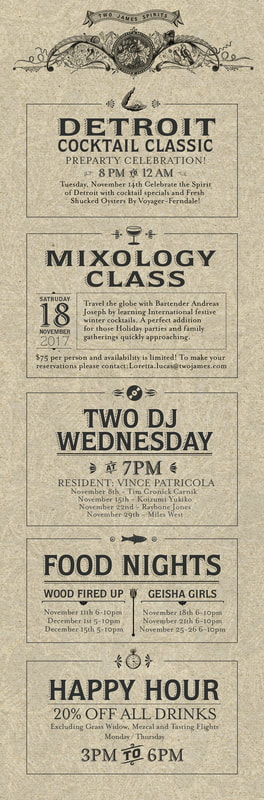 TWO JAMES SPIRITS
DETROIT
COCKTAIL CLASSIC
PREPARTY CELEBRATION!
8 PM TO 12 AM
Tuesday, November 14th Celebrate the Spirit
of Detroit with cocktail specials and Fresh
Shucked Oysters By Voyager-Ferndale!
MIXOLOGY
CLASS
SATRUDAY
18
NOVEMBER
2017
Travel the globe with Bartender Andreas
Joseph by learning International festive
winter cocktails. A perfect addition
for those Holiday parties and family
gatherings quickly approaching.
$75 per person and availability is limited! To make your
reservations please contact:Loretta.lucas@twojames.com
TWO DJ
WEDNESDAY
AT 7PM
RESIDENT: VINCE PATRICOLA
November 8th - Tim Cronick Carnik
November 15th - Koizumi Yukiko
November 22nd - Raybone Jones
November 29th - Miles West
FOOD NIGHTS
WOOD FIRED UP
November 11th 6-10pm
December 1st 5-10pm
December 15th 5-10pm
GEISHA GIRLS
November 18th 6-10pm
November 21th 6-10pm
November 25-26 6-10pm
HAPPY HOUR
20% OFF ALL DRINKS
Excluding Grass Widow, Mezcal and Tasting Flights
Monday/Thursday
3PM TO 6PM